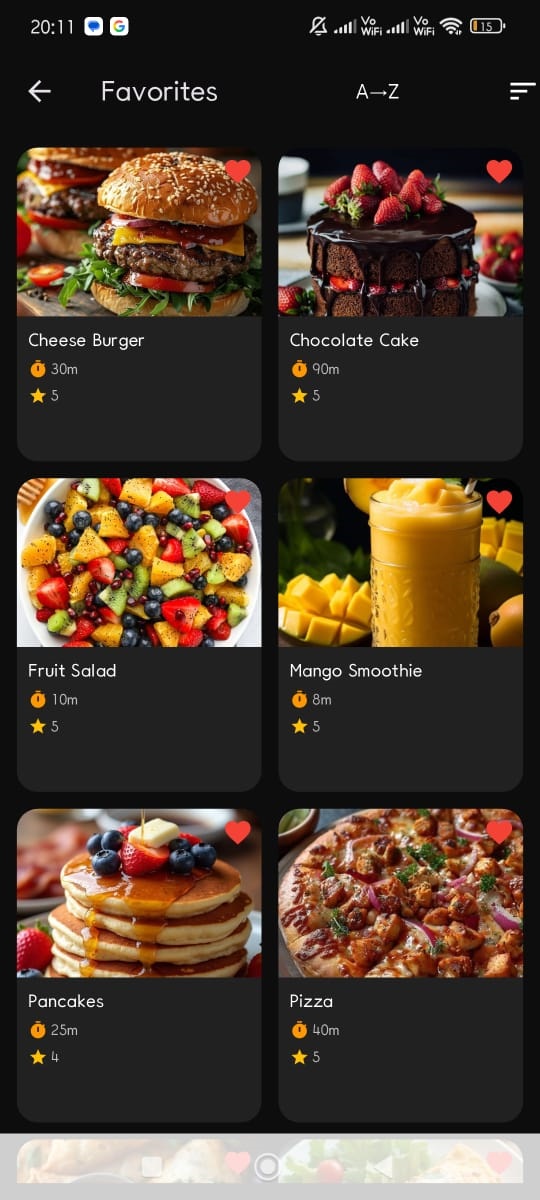 20:11
Vo WiFi Vo WiFi 15
Favorites A→Z
Cheese Burger
30m
5
Chocolate Cake
90m
5
Fruit Salad
10m
5
Mango Smoothie
8m
5
Pancakes
25m
4
Pizza
40m
5